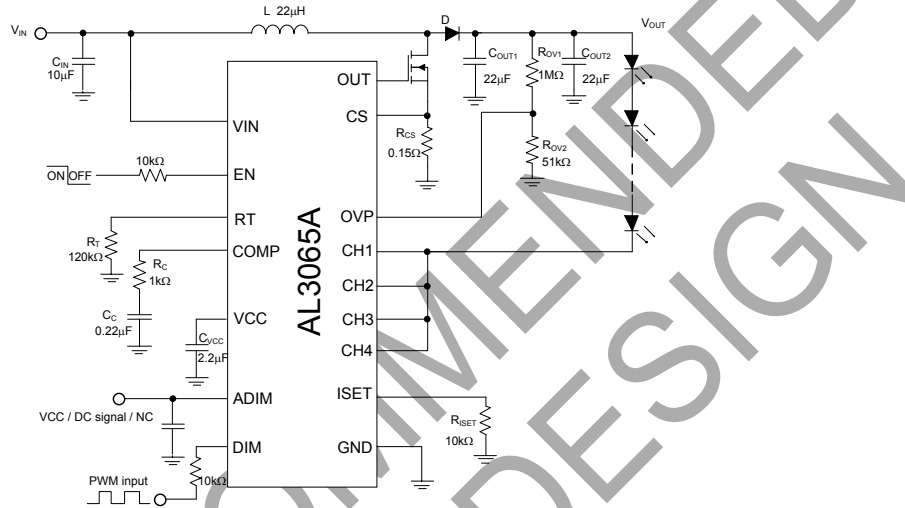 L 22µH
D
VIN
VOUT
CIN
10µF
COUT1
22µF
ROV1
1MΩ
COUT2
22µF
OUT
CS
VIN
RCS
0.15Ω
ROV2
51kΩ
10kΩ
ON OFF
EN
RT
OVP
RT
120kΩ
COMP
CH1
RC
1kΩ
AL3065A
CH2
CC
0.22µF
VCC
CH3
CVCC
2.2µF
CH4
ADIM
ISET
VCC / DC signal / NC
RISET
10kΩ
DIM
GND
10kΩ
PWM input
OMMENDED
DESIGN